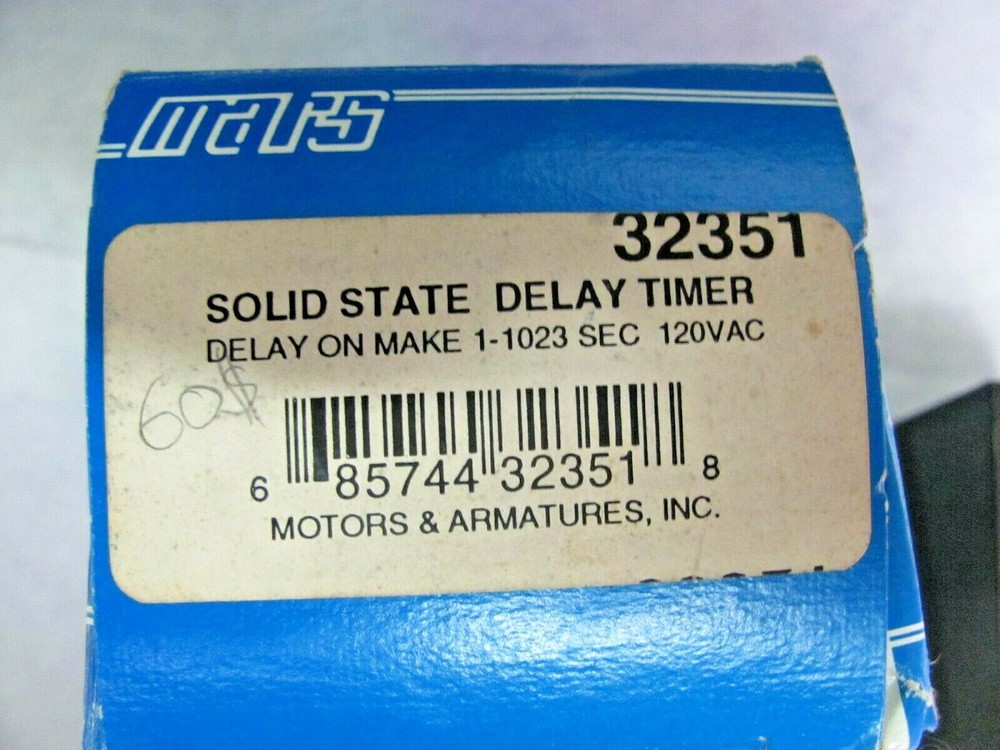 mars
32351
SOLID STATE DELAY TIMER
DELAY ON MAKE 1-1023 SEC 120VAC
60$
6 85744 32351 8
MOTORS & ARMATURES, INC.